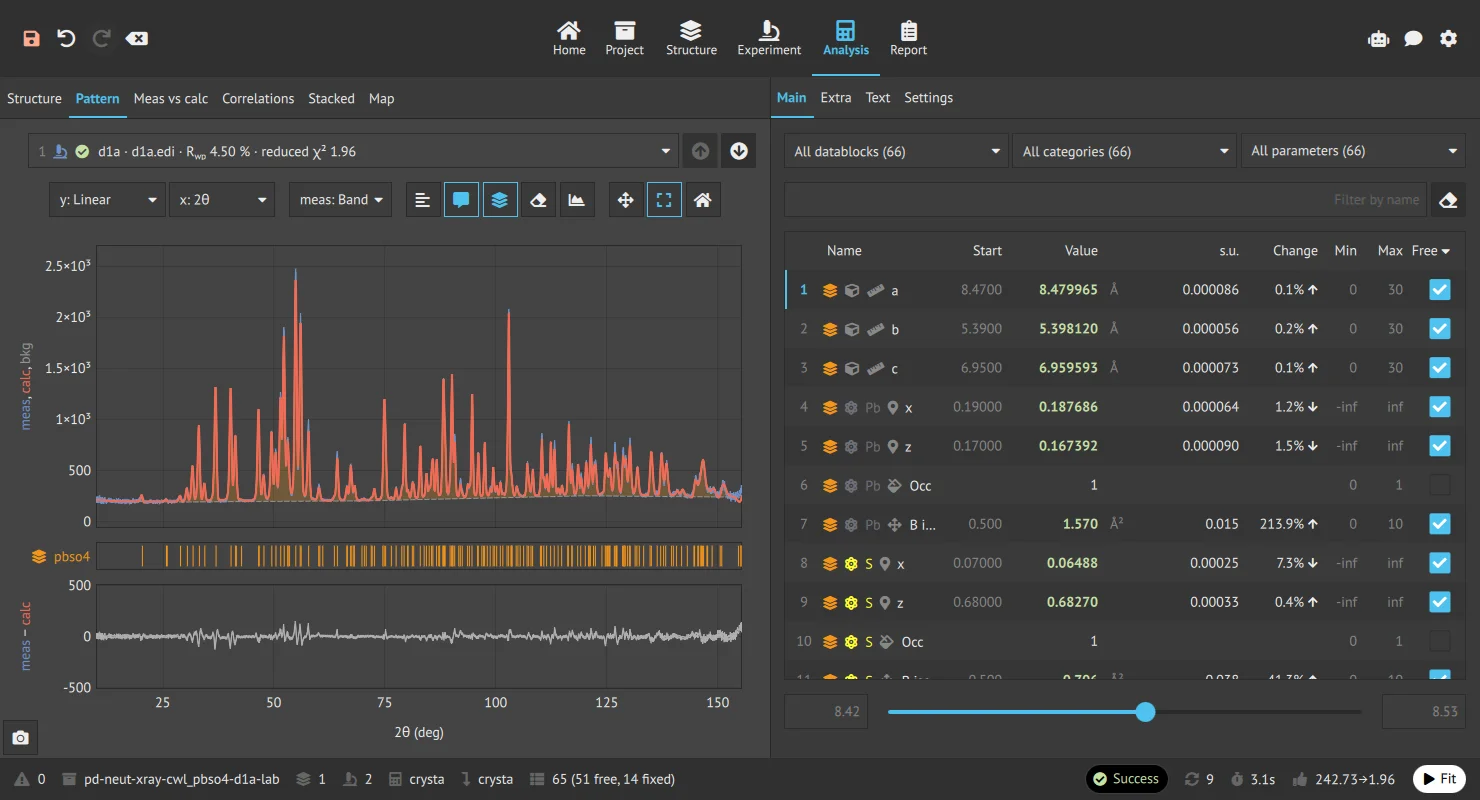 Home Project Structure Experiment Analysis Report
Structure Pattern Meas vs calc Correlations Stacked Map
Main Extra Text Settings
1 d1a · d1a.edi · Rwp 4.50 % · reduced χ² 1.96
y: Linear x: 2θ meas: Band
2.5×10³
2×10³
1.5×10³
1×10³
500
0
meas, calc, bkg
pbso4
500
0
-500
meas − calc
25 50 75 100 125 150
2θ (deg)
All datablocks (66) All categories (66) All parameters (66)
Filter by name
Name Start Value s.u. Change Min Max Free
1 a 8.4700 8.479965 Å 0.000086 0.1% 0 30
2 b 5.3900 5.398120 Å 0.000056 0.2% 0 30
3 c 6.9500 6.959593 Å 0.000073 0.1% 0 30
4 Pb x 0.19000 0.187686 0.000064 1.2% -inf inf
5 Pb z 0.17000 0.167392 0.000090 1.5% -inf inf
6 Pb Occ 1 0 1
7 Pb B i... 0.500 1.570 Å² 0.015 213.9% 0 10
8 S x 0.07000 0.06488 0.00025 7.3% -inf inf
9 S z 0.68000 0.68270 0.00033 0.4% -inf inf
10 S Occ 1 0 1
8.42 8.53
0 pd-neut-xray-cwl_pbso4-d1a-lab 1 2 crysta crysta 65 (51 free, 14 fixed) Success 9 3.1s 242.73→1.96 Fit